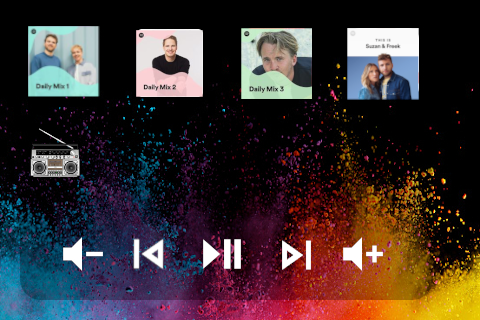 Daily Mix 1
Daily Mix 2
Daily Mix 3
THIS IS
Suzan & Freek